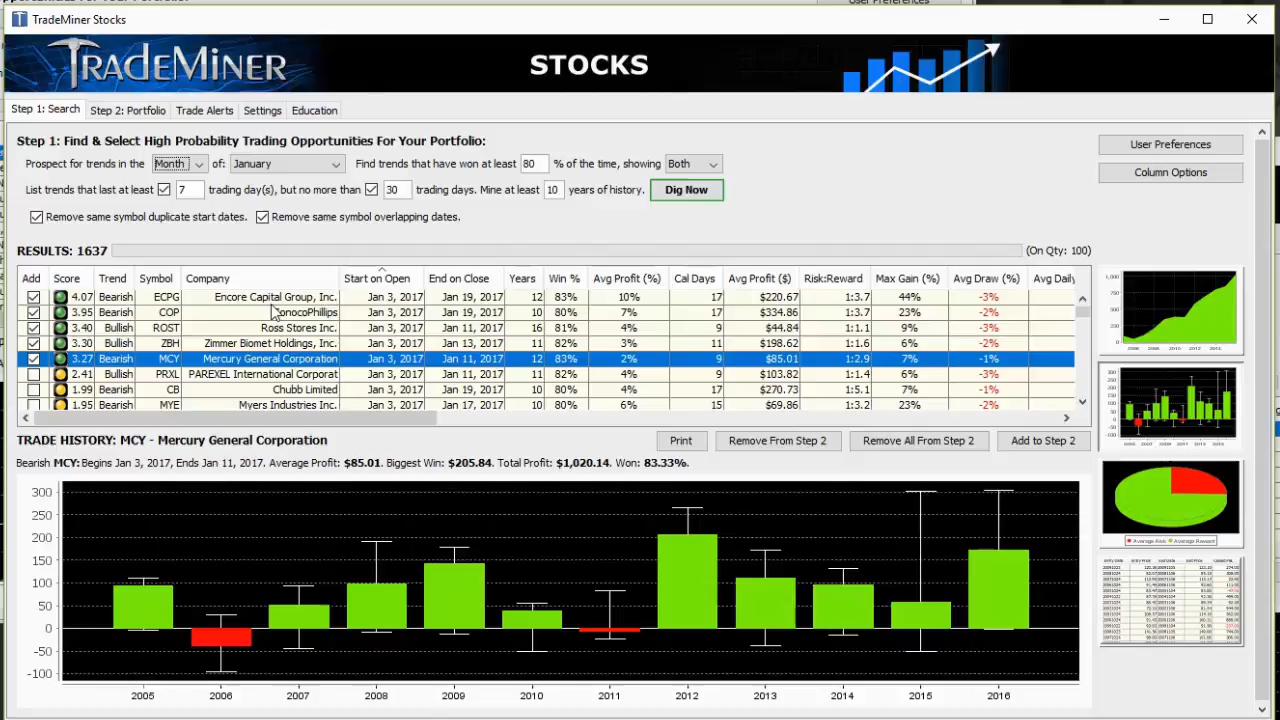 User Preferences
TradeMiner Stocks
TRADEMINER
STOCKS
Step 1: Search
Step 2: Portfolio
Trade Alerts
Settings
Education
Step 1: Find & Select High Probability Trading Opportunities For Your Portfolio:
User Preferences
Prospect for trends in the Month of: January Find trends that have won at least 80 % of the time, showing Both
Column Options
List trends that last at least 7 trading day(s), but no more than 30 trading days. Mine at least 10 years of history. Dig Now
Remove same symbol duplicate start dates. Remove same symbol overlapping dates.
RESULTS: 1637 (On Qty: 100)
Add Score Trend Symbol Company Start on Open End on Close Years Win % Avg Profit (%) Cal Days Avg Profit ($) Risk:Reward Max Gain (%) Avg Draw (%) Avg Daily
4.07 Bearish ECPG Encore Capital Group, Inc. Jan 3, 2017 Jan 19, 2017 12 83% 10% 17 $220.67 1:3.7 44% -3%
3.95 Bearish COP onocoPhillips Jan 3, 2017 Jan 19, 2017 10 80% 7% 17 $334.86 1:3.7 23% -2%
3.40 Bullish ROST Ross Stores Inc. Jan 3, 2017 Jan 11, 2017 16 81% 4% 9 $44.84 1:1.1 9% -3%
3.30 Bullish ZBH Zimmer Biomet Holdings, Inc. Jan 3, 2017 Jan 13, 2017 11 82% 3% 11 $198.62 1:1.1 6% -2%
3.27 Bearish MCY Mercury General Corporation Jan 3, 2017 Jan 11, 2017 12 83% 2% 9 $85.01 1:2.9 7% -1%
2.41 Bullish PRXL PAREXEL International Corporat Jan 3, 2017 Jan 11, 2017 11 82% 4% 9 $103.82 1:1.4 6% -3%
1.99 Bearish CB Chubb Limited Jan 3, 2017 Jan 19, 2017 10 80% 4% 17 $270.73 1:5.1 7% -1%
1.95 Bearish MYE Myers Industries Inc. Jan 3, 2017 Jan 17, 2017 10 80% 6% 15 $69.86 1:3.2 23% -2%
TRADE HISTORY: MCY - Mercury General Corporation
Print
Remove From Step 2
Remove All From Step 2
Add to Step 2
Bearish MCY: Begins Jan 3, 2017, Ends Jan 11, 2017. Average Profit: $85.01. Biggest Win: $205.84. Total Profit: $1,020.14. Won: 83.33%.
300
250
200
150
100
50
0
-50
-100
2005 2006 2007 2008 2009 2010 2011 2012 2013 2014 2015 2016
Average Risk Average Reward